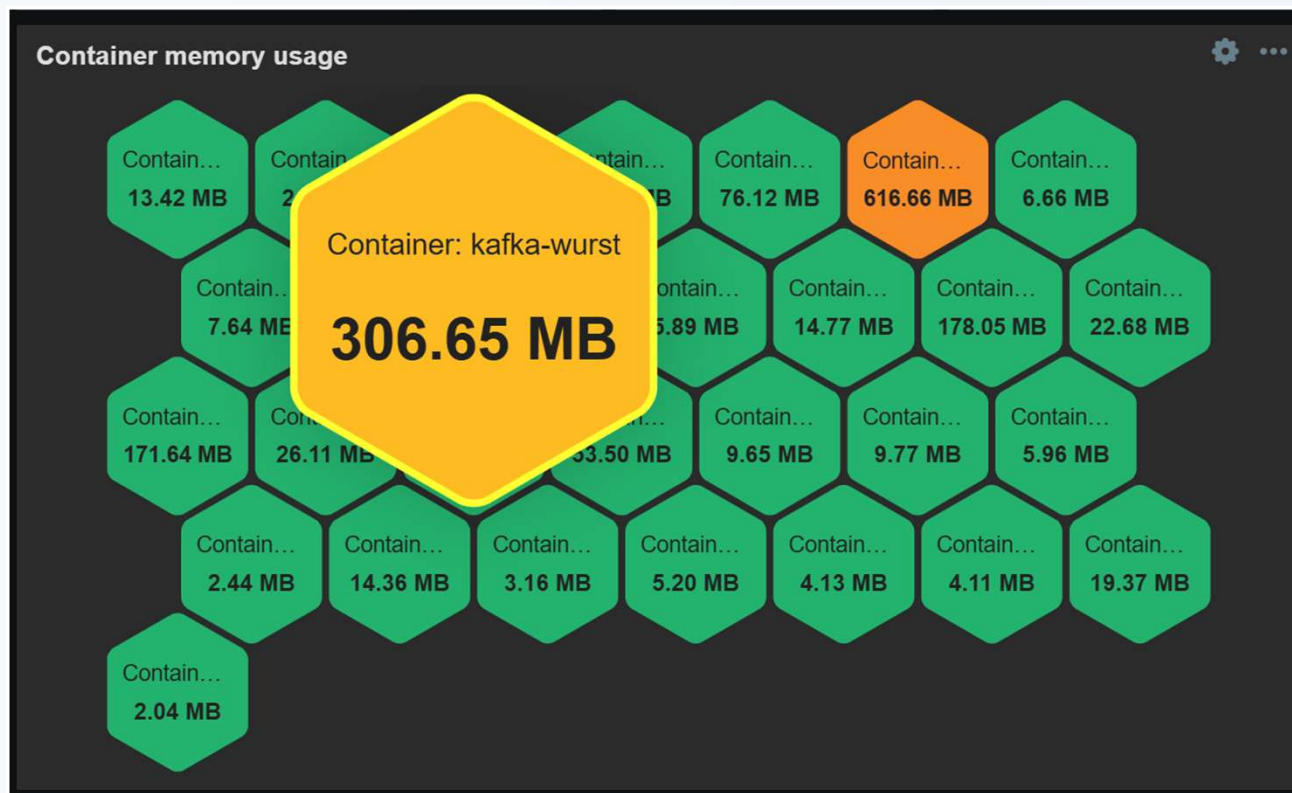 Container memory usage
Contain...
13.42 MB
Contain
Contain...
76.12 MB
Contain...
616.66 MB
Contain...
6.66 MB
Container: kafka-wurst
306.65 MB
Contain...
7.64 MB
Contain...
14.77 MB
Contain...
178.05 MB
Contain...
22.68 MB
Contain...
171.64 MB
26.11 MB
Contain...
9.65 MB
Contain...
9.77 MB
Contain...
5.96 MB
Contain...
2.44 MB
Contain...
14.36 MB
Contain...
3.16 MB
Contain...
5.20 MB
Contain...
4.13 MB
Contain...
4.11 MB
Contain...
19.37 MB
Contain...
2.04 MB